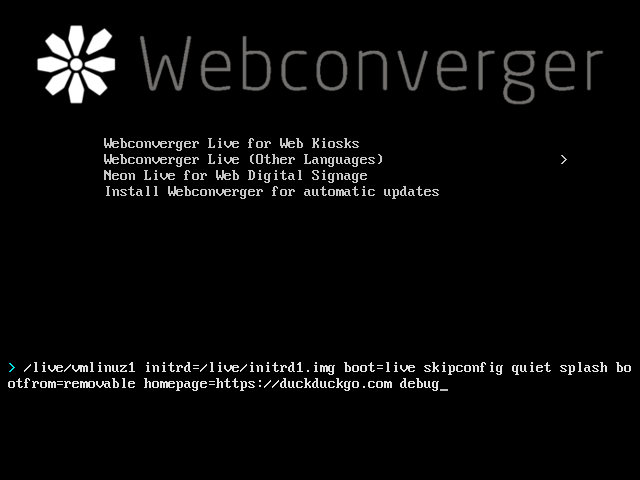 Webconverger
Webconverger Live for Web Kiosks
Webconverger Live (Other Languages) >
Neon Live for Web Digital Signage
Install Webconverger for automatic updates
> /live/vmlinuz1 initrd=/live/initrd1.img boot=live skipconfig quiet splash bo
otfrom=removable homepage=https://duckduckgo.com debug_